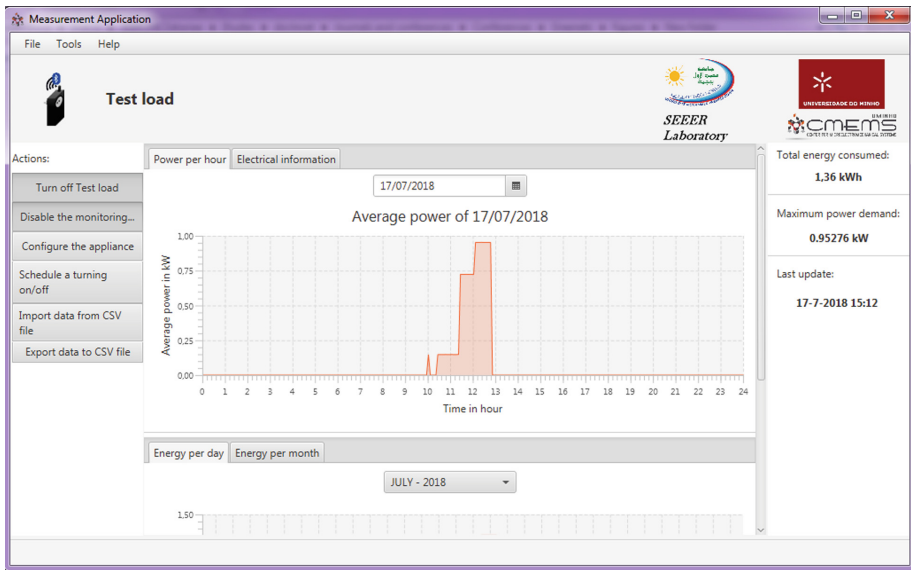 Measurement Application
File Tools Help
Test load
SEEER
Laboratory
UNIVERSIDADE DO MINHO
UMINHO
CMEMS
Actions:
Turn off Test load
Disable the monitoring...
Configure the appliance
Schedule a turning
on/off
Import data from CSV
file
Export data to CSV file
Power per hour Electrical information
17/07/2018
Average power of 17/07/2018
Average power in kW
1,00
0,75
0,50
0,25
0,00
0 1 2 3 4 5 6 7 8 9 10 11 12 13 14 15 16 17 18 19 20 21 22 23 24
Time in hour
Energy per day Energy per month
JULY - 2018
1,50
Total energy consumed:
1,36 kWh
Maximum power demand:
0.95276 kW
Last update:
17-7-2018 15:12